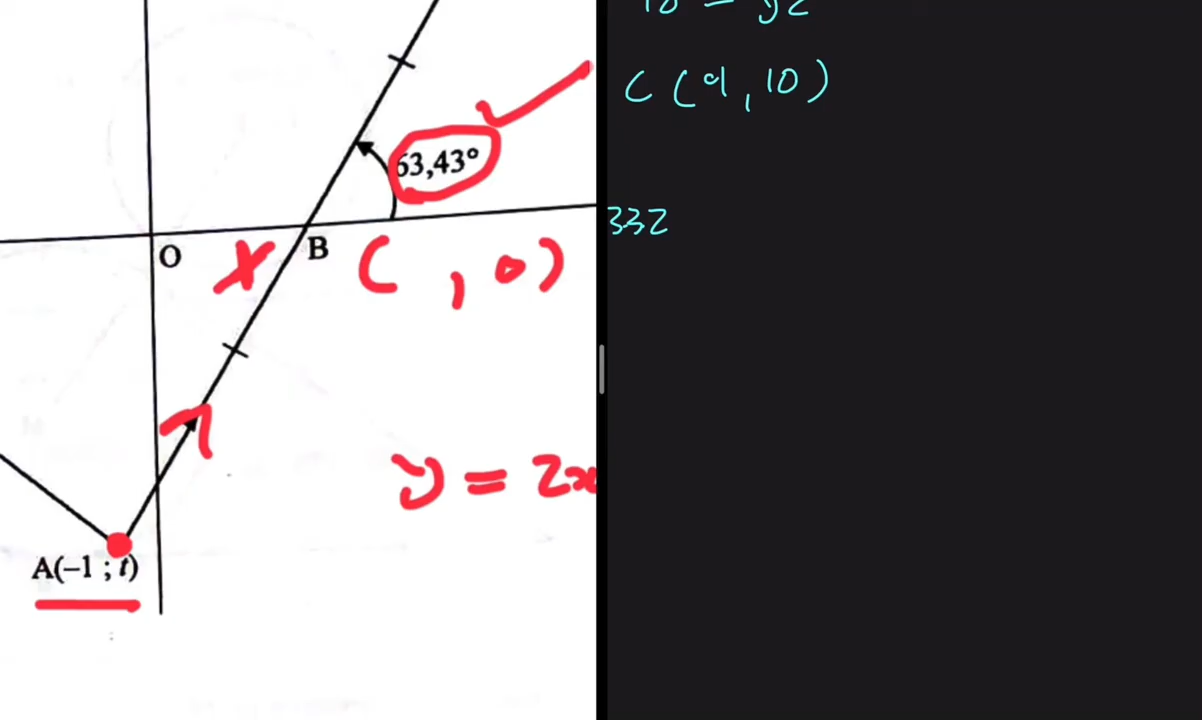 63,43°
O
B
( , 0)
y = 2x
A(–1 ; t)
C (9, 10)
332